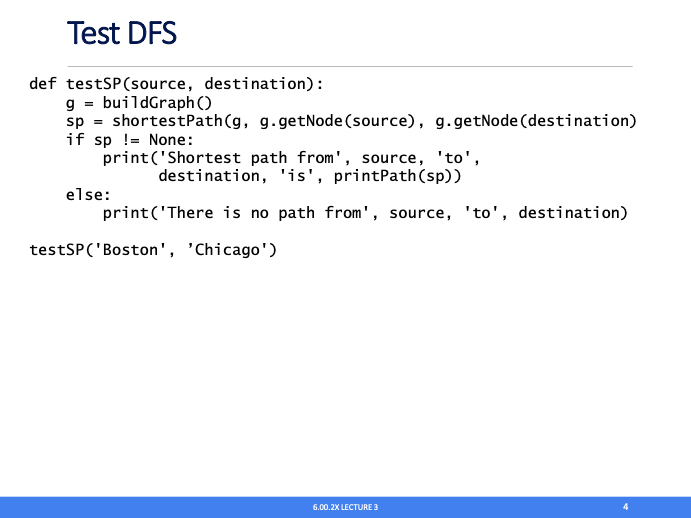 Test DFS
def testSP(source, destination):
    g = buildGraph()
    sp = shortestPath(g, g.getNode(source), g.getNode(destination)
    if sp != None:
        print('Shortest path from', source, 'to',
              destination, 'is', printPath(sp))
    else:
        print('There is no path from', source, 'to', destination)
testSP('Boston', ’Chicago')
6.00.2X LECTURE 3
4